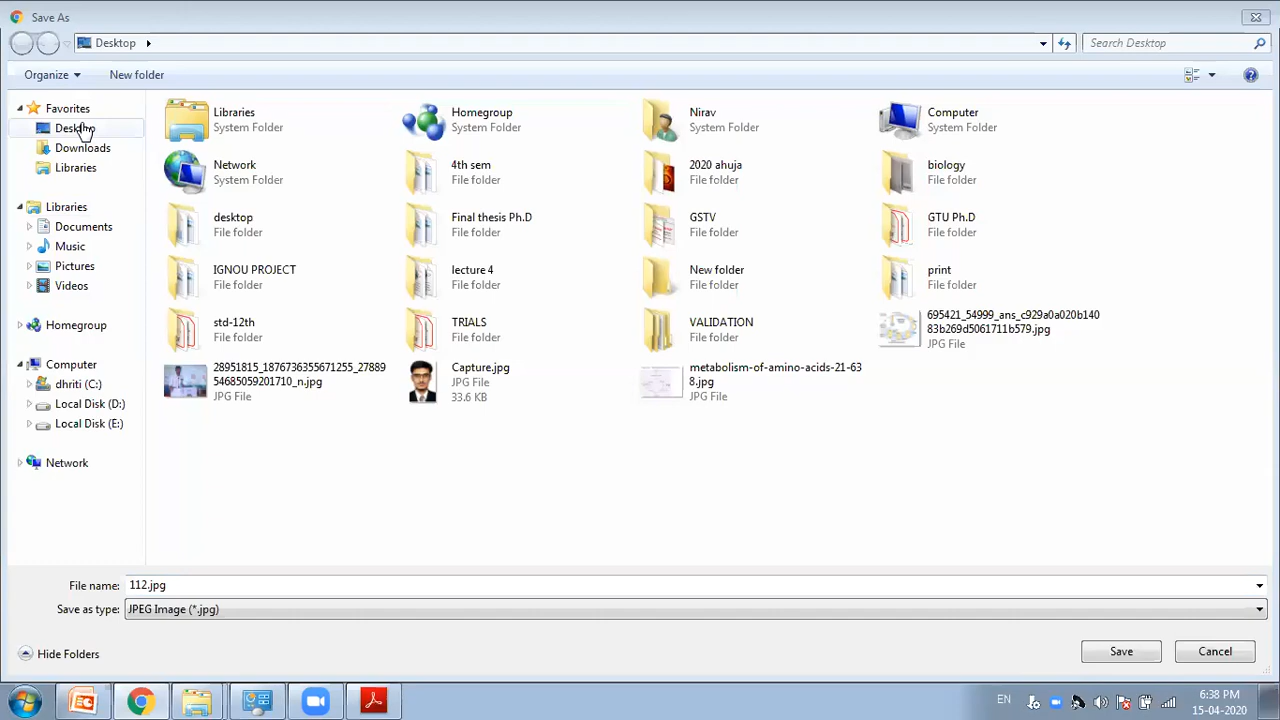 Save As
Desktop
Search Desktop
Organize
New folder
Favorites
Desktop
Downloads
Libraries
Libraries
Documents
Music
Pictures
Videos
Homegroup
Computer
dhriti (C:)
Local Disk (D:)
Local Disk (E:)
Network
Libraries
System Folder
Homegroup
System Folder
Nirav
System Folder
Computer
System Folder
Network
System Folder
4th sem
File folder
2020 ahuja
File folder
biology
File folder
desktop
File folder
Final thesis Ph.D
File folder
GSTV
File folder
GTU Ph.D
File folder
IGNOU PROJECT
File folder
lecture 4
File folder
New folder
File folder
print
File folder
std-12th
File folder
TRIALS
File folder
VALIDATION
File folder
695421_54999_ans_c929a0a020b140
83b269d5061711b579.jpg
JPG File
28951815_1876736355671255_27889
54685059201710_n.jpg
JPG File
Capture.jpg
JPG File
33.6 KB
metabolism-of-amino-acids-21-63
8.jpg
JPG File
File name:
112.jpg
Save as type:
JPEG Image (*.jpg)
Hide Folders
Save
Cancel
EN
6:38 PM
15-04-2020